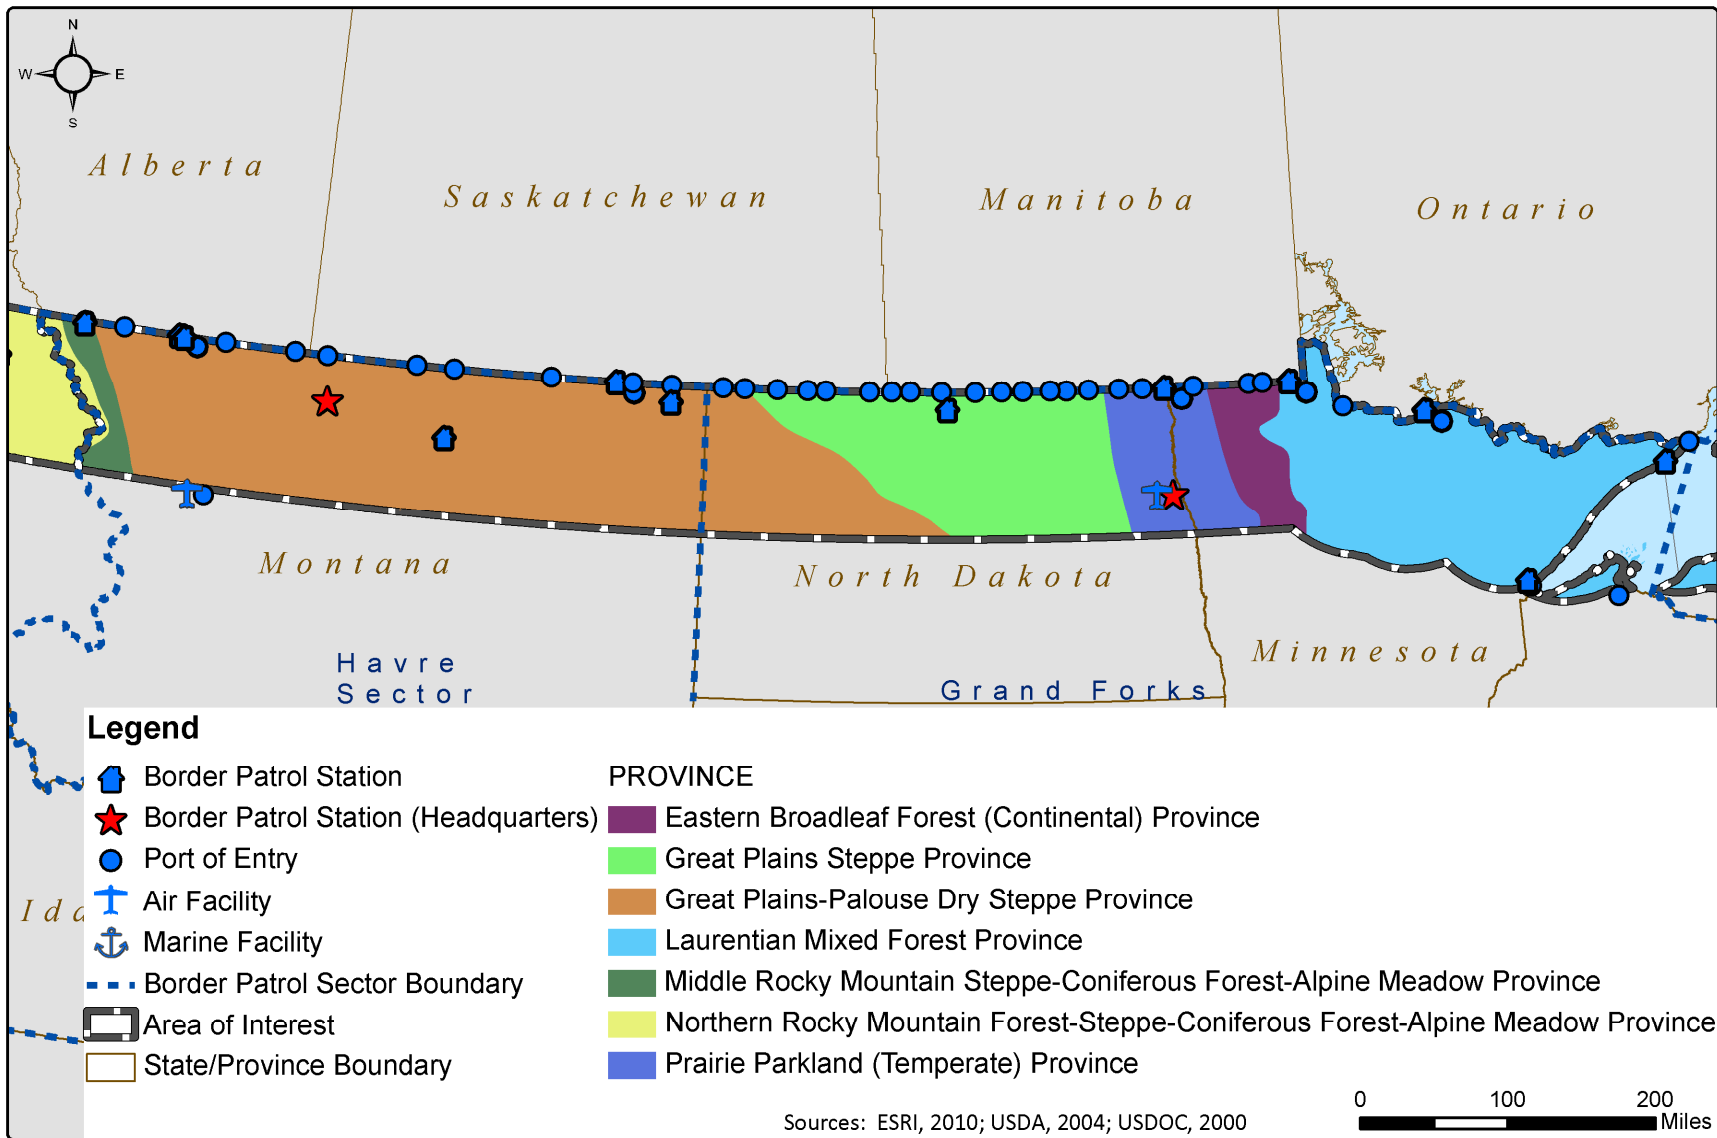 N
W E
S
Alberta
Saskatchewan
Manitoba
Ontario
Montana
North Dakota
Minnesota
Havre
Sector
Grand Forks
Ida
Legend
Border Patrol Station
Border Patrol Station (Headquarters)
Port of Entry
Air Facility
Marine Facility
Border Patrol Sector Boundary
Area of Interest
State/Province Boundary
PROVINCE
Eastern Broadleaf Forest (Continental) Province
Great Plains Steppe Province
Great Plains-Palouse Dry Steppe Province
Laurentian Mixed Forest Province
Middle Rocky Mountain Steppe-Coniferous Forest-Alpine Meadow Province
Northern Rocky Mountain Forest-Steppe-Coniferous Forest-Alpine Meadow Province
Prairie Parkland (Temperate) Province
0 100 200
Miles
Sources: ESRI, 2010; USDA, 2004; USDOC, 2000